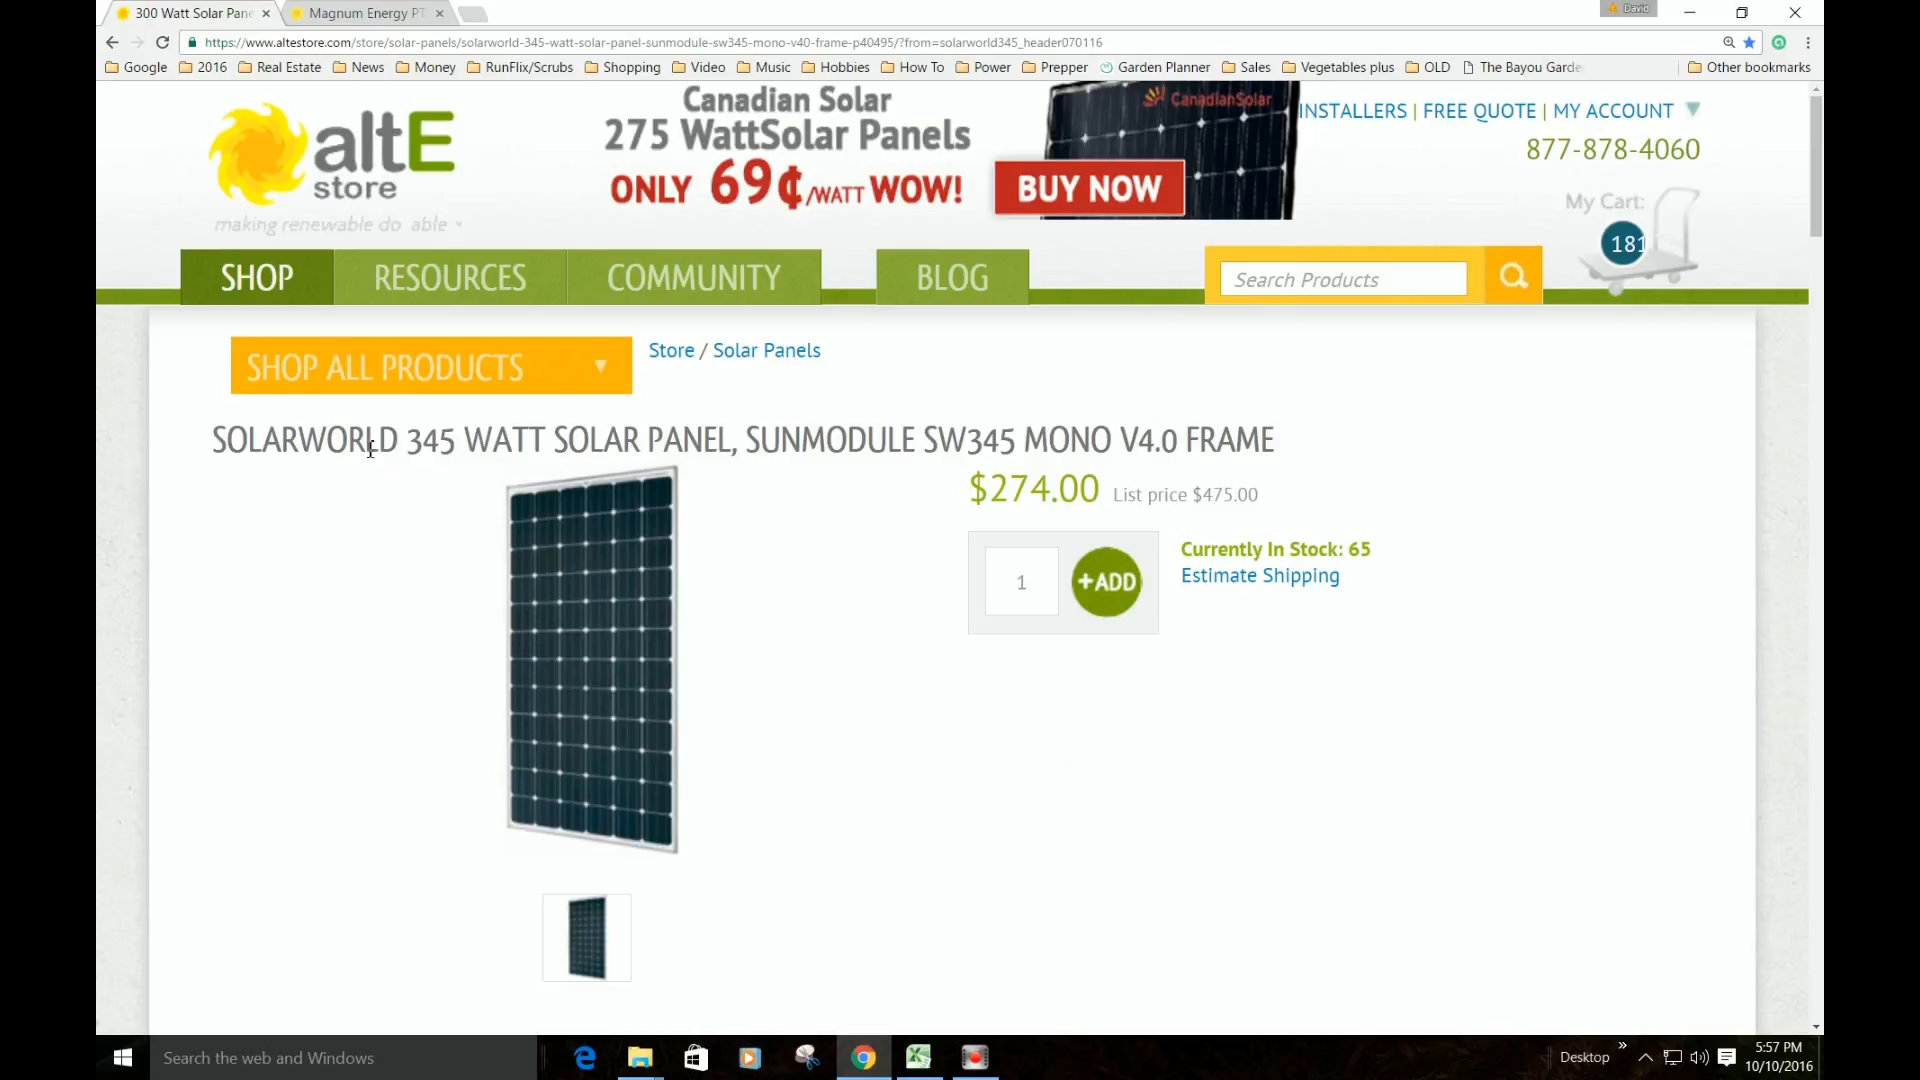 300 Watt Solar Pane
Magnum Energy PT
David
https://www.altestore.com/store/solar-panels/solarworld-345-watt-solar-panel-sunmodule-sw345-mono-v40-frame-p40495/?from=solarworld345_header070116
Google 2016 Real Estate News Money RunFlix/Scrubs Shopping Video Music Hobbies How To Power Prepper Garden Planner Sales Vegetables plus OLD The Bayou Garde Other bookmarks
altE
store
making renewable do able
Canadian Solar
275 WattSolar Panels
ONLY 69¢/WATT WOW!
BUY NOW
CanadianSolar
INSTALLERS | FREE QUOTE | MY ACCOUNT
877-878-4060
My Cart:
181
SHOP RESOURCES COMMUNITY BLOG
Search Products
SHOP ALL PRODUCTS
Store / Solar Panels
SOLARWORLD 345 WATT SOLAR PANEL, SUNMODULE SW345 MONO V4.0 FRAME
$274.00 List price $475.00
1
+ADD
Currently In Stock: 65
Estimate Shipping
Search the web and Windows
Desktop
5:57 PM
10/10/2016